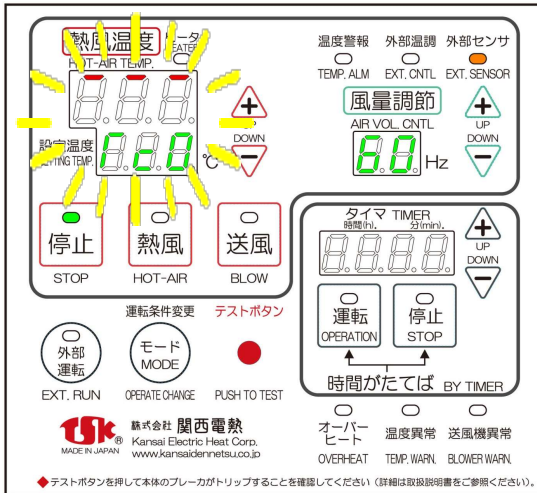 熱風温度
HOT-AIR TEMP.
℃
UP
DOWN
停止
STOP
熱風
HOT-AIR
送風
BLOW
温度警報 外部温調 外部センサ
TEMP. ALM EXT. CNTL EXT. SENSOR
風量調節
AIR VOL. CNTL
60 Hz
UP
DOWN
タイマ TIMER
時間(h). 分(min).
8.8.8.8.
UP
DOWN
運転
OPERATION
停止
STOP
時間がたてば BY TIMER
運転条件変更 テストボタン
外部
運転
モード
MODE
EXT. RUN OPERATE CHANGE PUSH TO TEST
TSK®
MADE IN JAPAN
株式会社 関西電熱
Kansai Electric Heat Corp.
www.kansaidennetsu.co.jp
オーバー
ヒート
温度異常 送風機異常
OVERHEAT TEMP. WARN. BLOWER WARN.
◆テストボタンを押して本体のブレーカがトリップすることを確認してください（詳細は取扱説明書をご参照ください）。